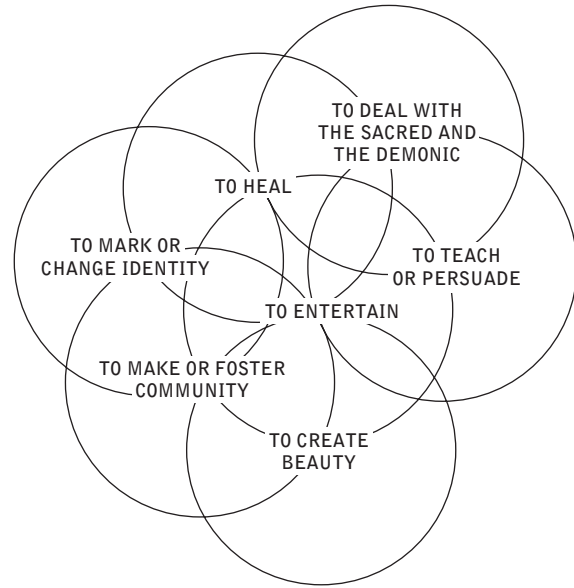 TO DEAL WITH
THE SACRED AND
THE DEMONIC
TO HEAL
TO MARK OR
CHANGE IDENTITY
TO TEACH
OR PERSUADE
TO ENTERTAIN
TO MAKE OR FOSTER
COMMUNITY
TO CREATE
BEAUTY